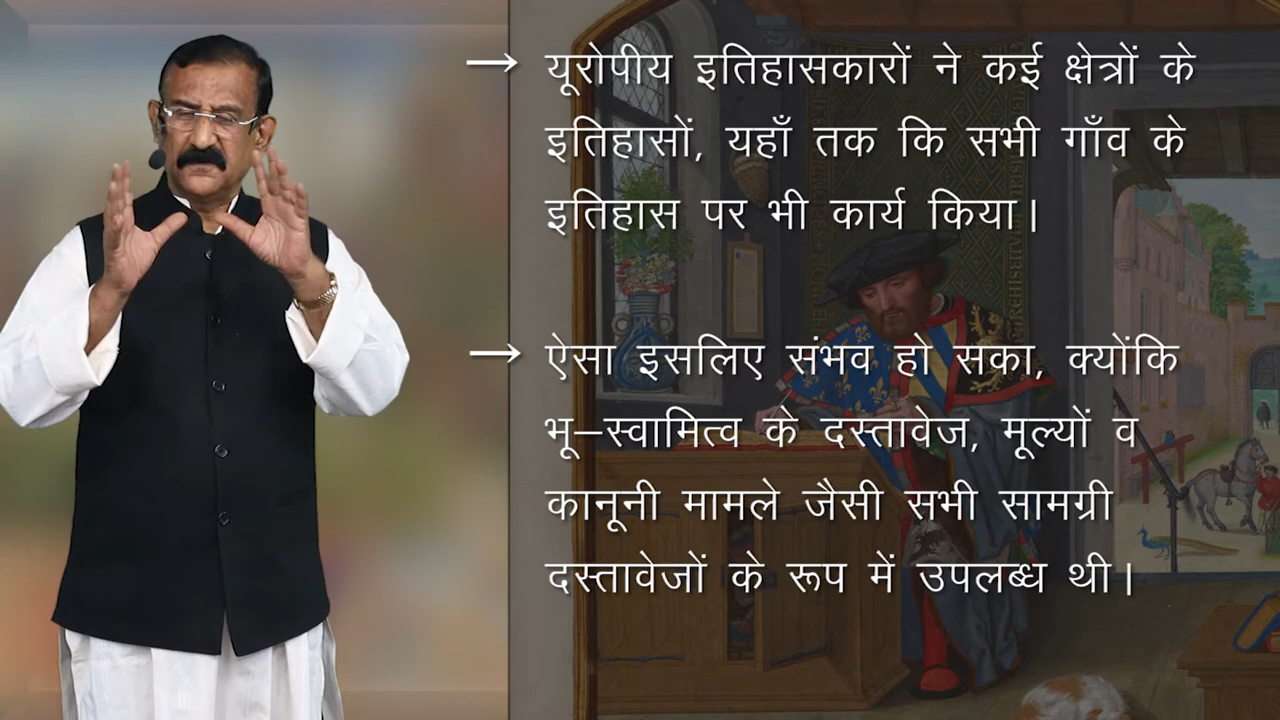 → यूरोपीय इतिहासकारों ने कई क्षेत्रों के
इतिहासों, यहाँ तक कि सभी गाँव के
इतिहास पर भी कार्य किया।
→ ऐसा इसलिए संभव हो सका, क्योंकि
भू–स्वामित्व के दस्तावेज, मूल्यों व
कानूनी मामले जैसी सभी सामग्री
दस्तावेजों के रूप में उपलब्ध थी।